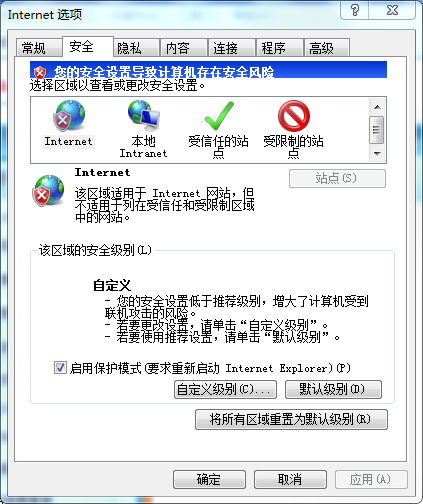 Internet 选项
常规 安全 隐私 内容 连接 程序 高级
您的安全设置导致计算机存在安全风险
选择区域以查看或更改安全设置。
Internet
本地
Intranet
受信任的站
点
受限制的站
点
Internet
站点(S)
该区域适用于 Internet 网站，但
不适用于列在受信任和受限制区域
中的网站。
该区域的安全级别(L)
自定义
- 您的安全设置低于推荐级别，增大了计算机受到
联机攻击的风险。
- 若要更改设置，请单击“自定义级别”。
- 若要使用推荐设置，请单击“默认级别”。
启用保护模式(要求重新启动 Internet Explorer)(P)
自定义级别(C)... 默认级别(D)
将所有区域重置为默认级别(R)
确定 取消 应用(A)